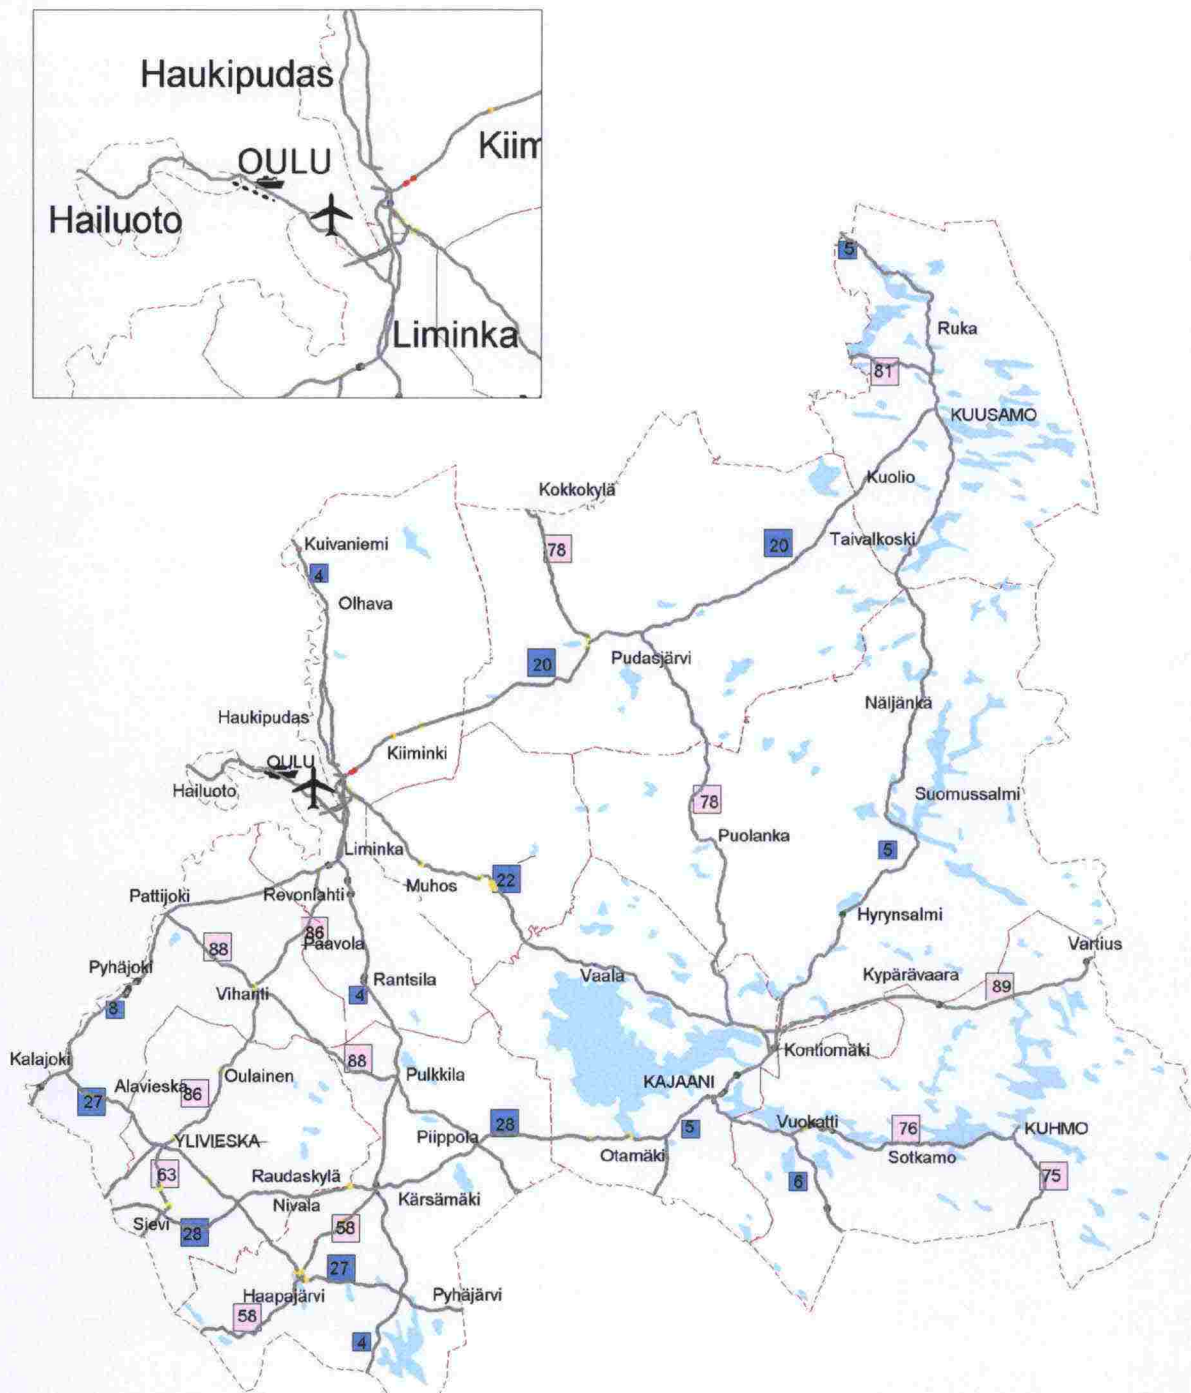 Haukipudas
Kiim
OULU
Hailuoto
Liminka
5
Ruka
81
KUUSAMO
Kuolio
Kokkokylä
Taivalkoski
20
78
Kuivaniemi
4
Olhava
Pudasjärvi
20
Näljänkä
Haukipudas
Kiiminki
OULU
Hailuoto
Suomussalmi
78
Puolanka
5
Liminka
Muhos
22
Pattijoki
Revonlahti
Hyrynsalmi
86
Paavola
88
Vartius
Pyhäjoki
Vihanti
Rantsila
Vaala
Kypärävaara
89
4
8
Kontiomäki
88
Kalajoki
Alavieska
Oulainen
Pulkkila
KAJAANI
86
27
28
5
Vuokatti
76
KUHMO
YLIVIESKA
Piippola
Otamäki
Sotkamo
63
Raudaskylä
Nivala
Kärsämäki
6
75
Sievi
28
58
27
Haapajärvi
Pyhäjärvi
58
4